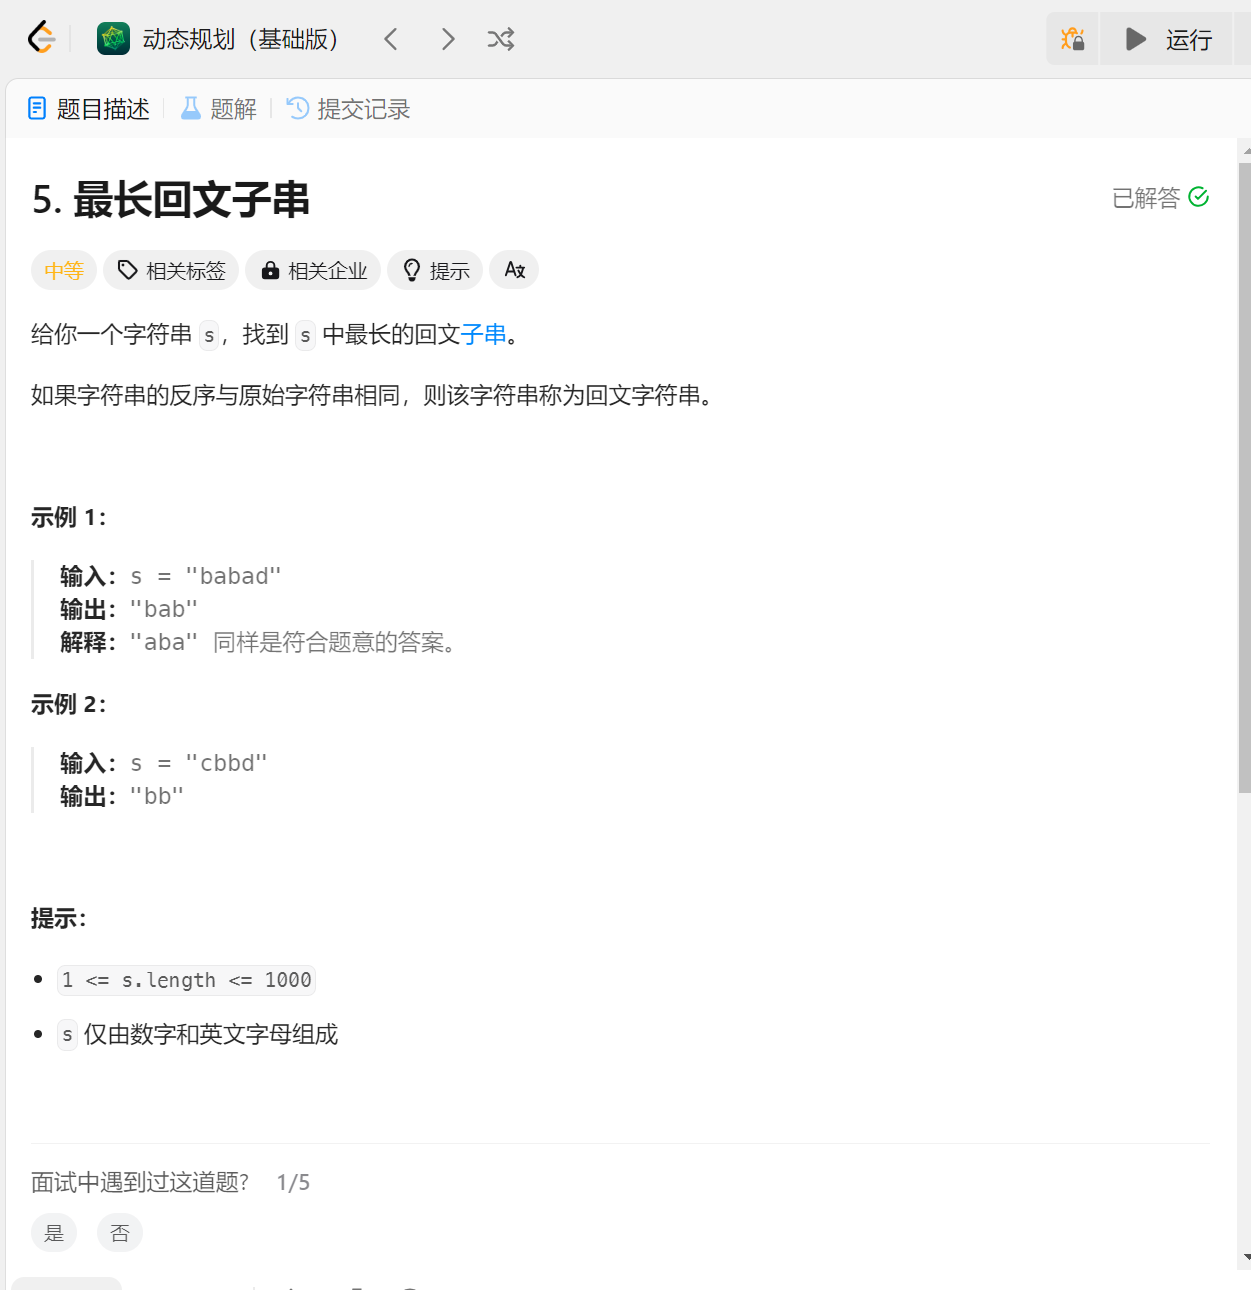 动态规划（基础版）
运行
题目描述 题解 提交记录
5. 最长回文子串
已解答
中等 相关标签 相关企业 提示
给你一个字符串 s，找到 s 中最长的回文子串。
如果字符串的反序与原始字符串相同，则该字符串称为回文字符串。
示例 1：
输入：s = "babad"
输出："bab"
解释："aba" 同样是符合题意的答案。
示例 2：
输入：s = "cbbd"
输出："bb"
提示：
1 <= s.length <= 1000
s 仅由数字和英文字母组成
面试中遇到过这道题? 1/5
是 否